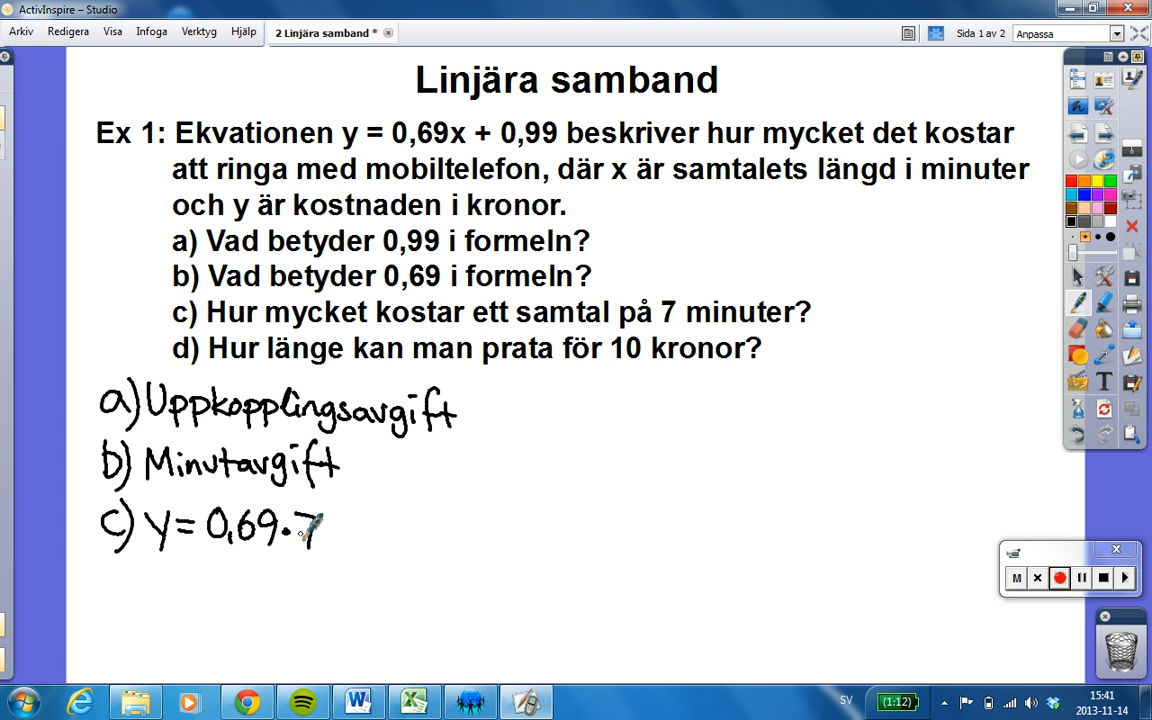 ActivInspire – Studio
Arkiv Redigera Visa Infoga Verktyg Hjälp 2 Linjära samband * Sida 1 av 2 Anpassa
Linjära samband
Ex 1: Ekvationen y = 0,69x + 0,99 beskriver hur mycket det kostar
att ringa med mobiltelefon, där x är samtalets längd i minuter
och y är kostnaden i kronor.
a) Vad betyder 0,99 i formeln?
b) Vad betyder 0,69 i formeln?
c) Hur mycket kostar ett samtal på 7 minuter?
d) Hur länge kan man prata för 10 kronor?
a) Uppkopplingsavgift
b) Minutavgift
c) y = 0,69·7
M
SV (1:12) 15:41
2013-11-14